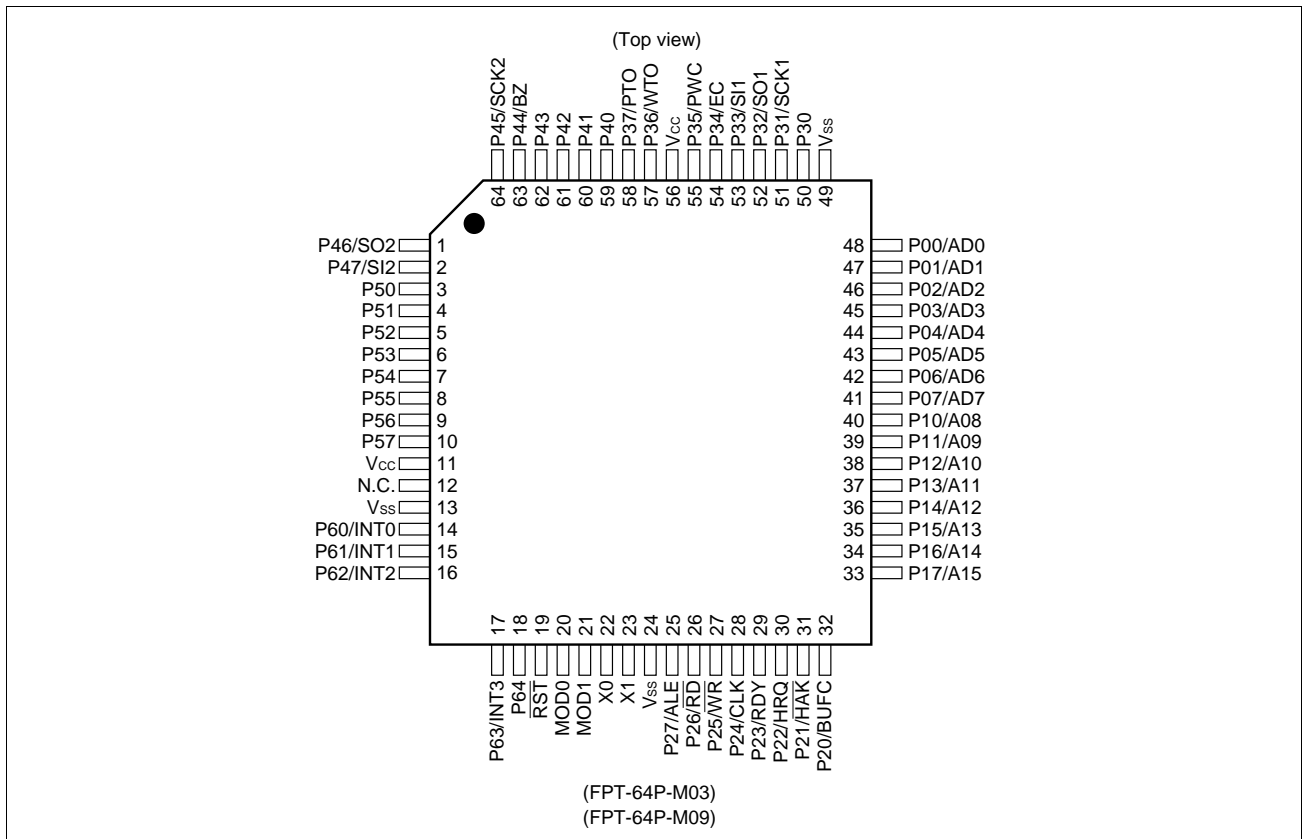 (Top view)
P45/SCK2
P44/BZ
P43
P42
P41
P40
P37/PTO
P36/WTO
Vcc
P35/PWC
P34/EC
P33/SI1
P32/SO1
P31/SCK1
P30
Vss
64
63
62
61
60
59
58
57
56
55
54
53
52
51
50
49
P46/SO2 1
P47/SI2 2
P50 3
P51 4
P52 5
P53 6
P54 7
P55 8
P56 9
P57 10
Vcc 11
N.C. 12
Vss 13
P60/INT0 14
P61/INT1 15
P62/INT2 16
48 P00/AD0
47 P01/AD1
46 P02/AD2
45 P03/AD3
44 P04/AD4
43 P05/AD5
42 P06/AD6
41 P07/AD7
40 P10/A08
39 P11/A09
38 P12/A10
37 P13/A11
36 P14/A12
35 P15/A13
34 P16/A14
33 P17/A15
17
18
19
20
21
22
23
24
25
26
27
28
29
30
31
32
P63/INT3
P64
R̅S̅T̅
MOD0
MOD1
X0
X1
Vss
P27/ALE
P26/R̅D̅
P25/W̅R̅
P24/CLK
P23/RDY
P22/HRQ
P21/H̅A̅K̅
P20/BUFC
(FPT-64P-M03)
(FPT-64P-M09)